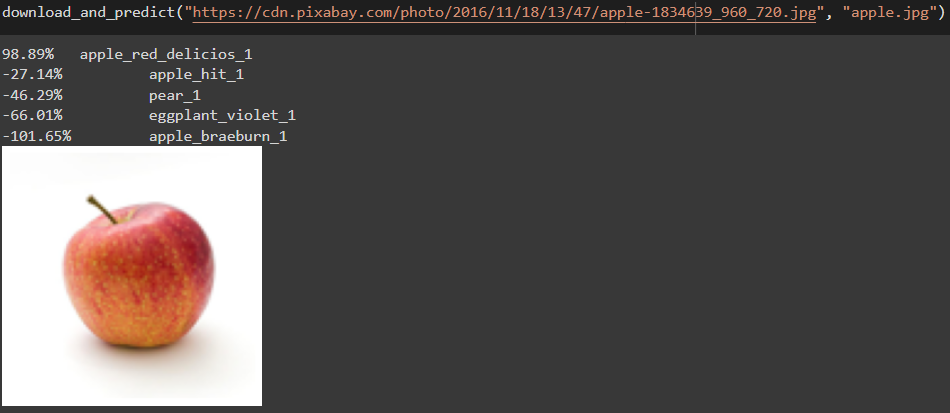 download_and_predict("https://cdn.pixabay.com/photo/2016/11/18/13/47/apple-1834639_960_720.jpg", "apple.jpg")
98.89% apple_red_delicios_1
-27.14% apple_hit_1
-46.29% pear_1
-66.01% eggplant_violet_1
-101.65% apple_braeburn_1